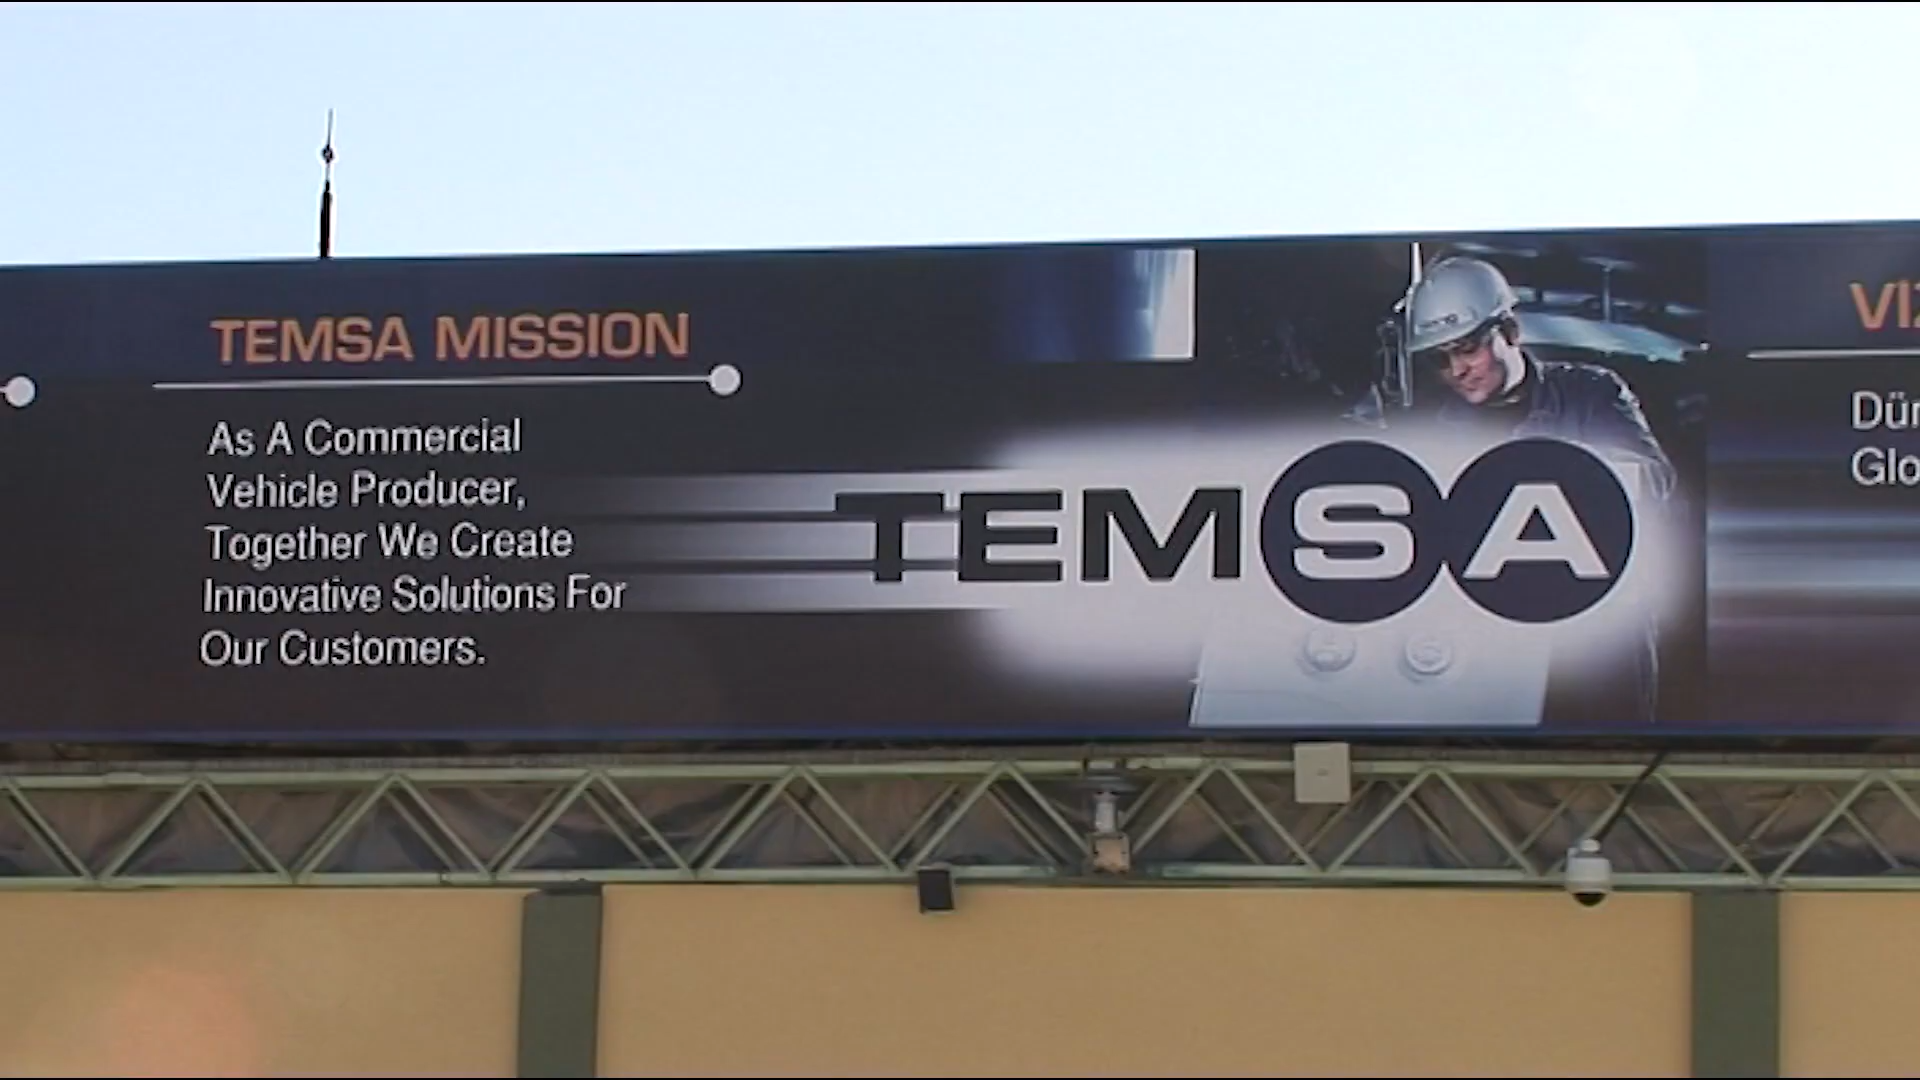 TEMSA MISSION
As A Commercial
Vehicle Producer,
Together We Create
Innovative Solutions For
Our Customers.
TEMSA